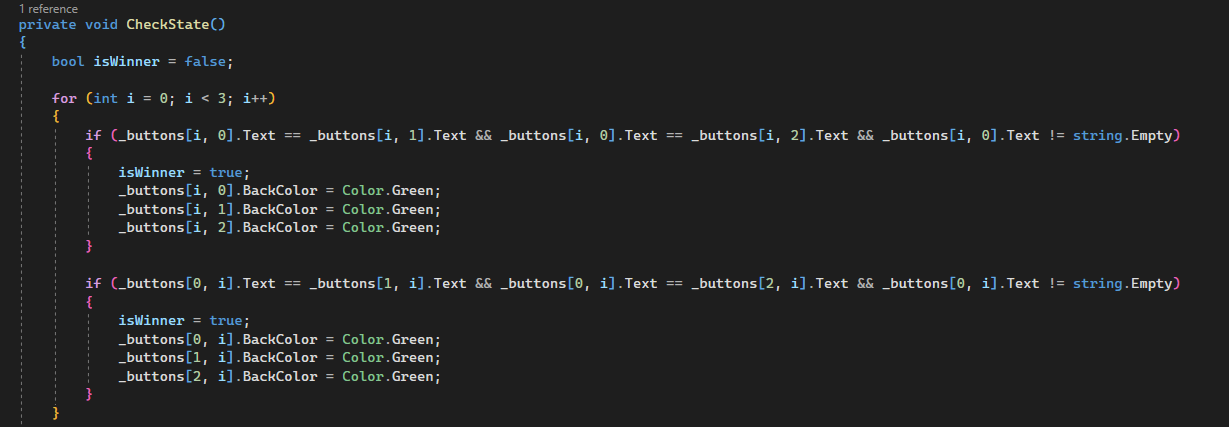 1 reference
private void CheckState()
{
bool isWinner = false;
for (int i = 0; i < 3; i++)
{
if (_buttons[i, 0].Text == _buttons[i, 1].Text && _buttons[i, 0].Text == _buttons[i, 2].Text && _buttons[i, 0].Text != string.Empty)
{
isWinner = true;
_buttons[i, 0].BackColor = Color.Green;
_buttons[i, 1].BackColor = Color.Green;
_buttons[i, 2].BackColor = Color.Green;
}
if (_buttons[0, i].Text == _buttons[1, i].Text && _buttons[0, i].Text == _buttons[2, i].Text && _buttons[0, i].Text != string.Empty)
{
isWinner = true;
_buttons[0, i].BackColor = Color.Green;
_buttons[1, i].BackColor = Color.Green;
_buttons[2, i].BackColor = Color.Green;
}
}